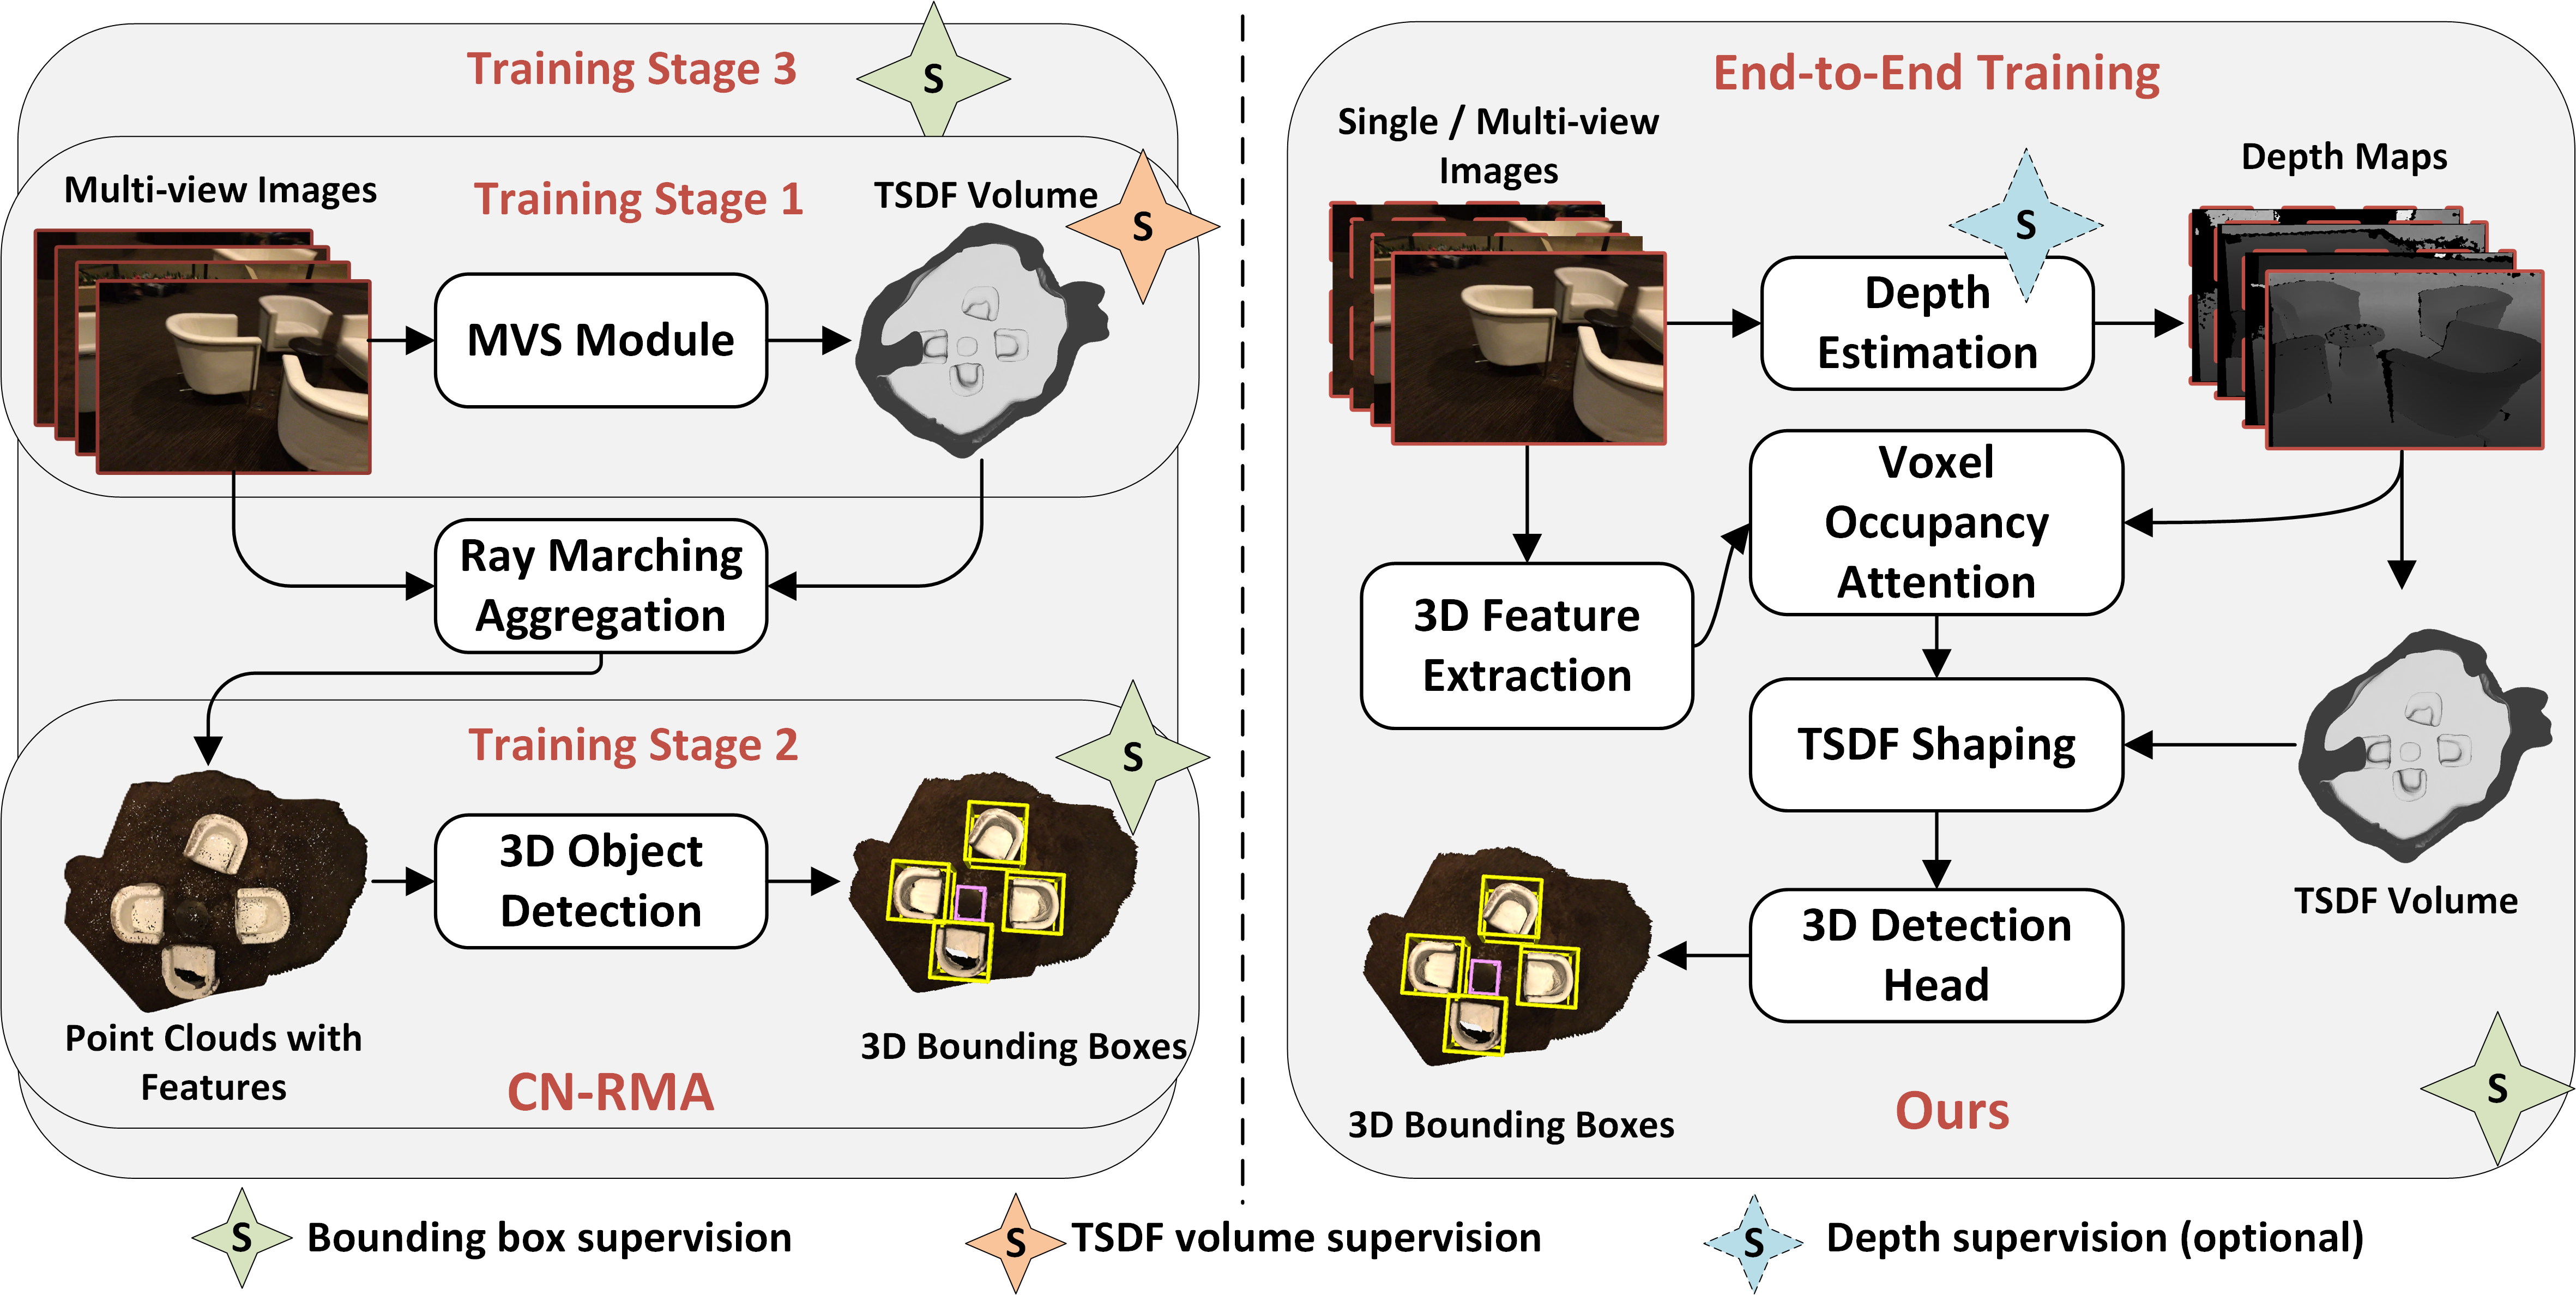 Training Stage 3
S
Multi-view Images
Training Stage 1
TSDF Volume
S
MVS Module
Ray Marching
Aggregation
Training Stage 2
S
3D Object
Detection
Point Clouds with
Features
3D Bounding Boxes
CN-RMA
End-to-End Training
Single / Multi-view
Images
S
Depth Maps
Depth
Estimation
Voxel
Occupancy
Attention
3D Feature
Extraction
TSDF Shaping
TSDF Volume
3D Detection
Head
3D Bounding Boxes
Ours
S
S Bounding box supervision
S TSDF volume supervision
S Depth supervision (optional)